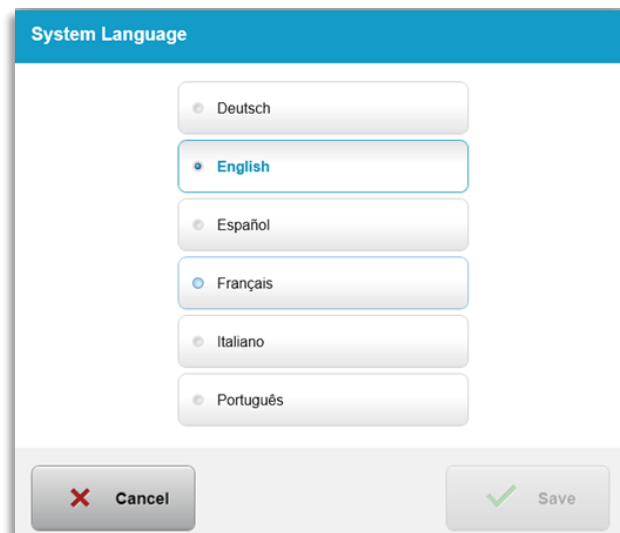 System Language
Deutsch
English
Español
Français
Italiano
Português
Cancel
Save